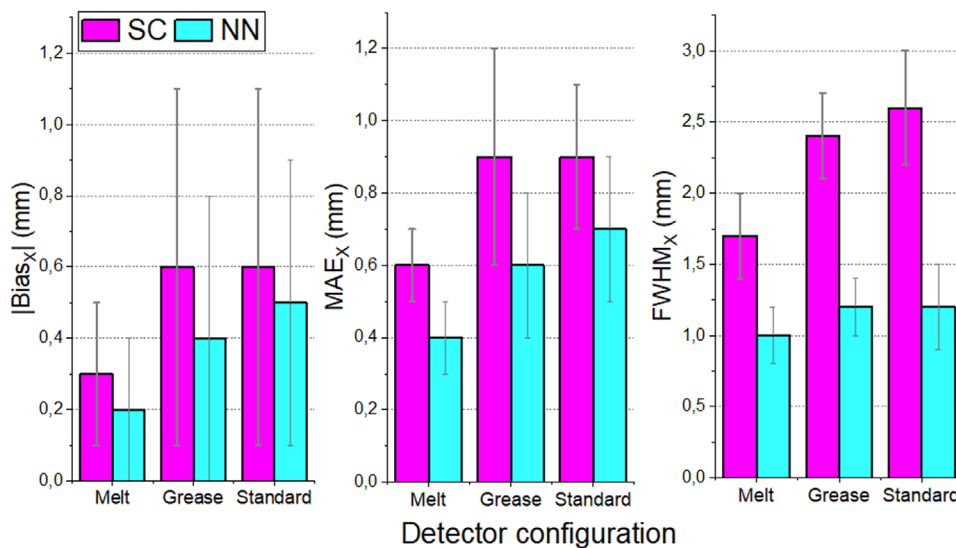 SC NN
|Bias_X| (mm)
1,2
1,0
0,8
0,6
0,4
0,2
0,0
Melt Grease Standard
MAE_X (mm)
1,2
1,0
0,8
0,6
0,4
0,2
0,0
Melt Grease Standard
FWHM_X (mm)
3,0
2,5
2,0
1,5
1,0
0,5
0,0
Melt Grease Standard
Detector configuration